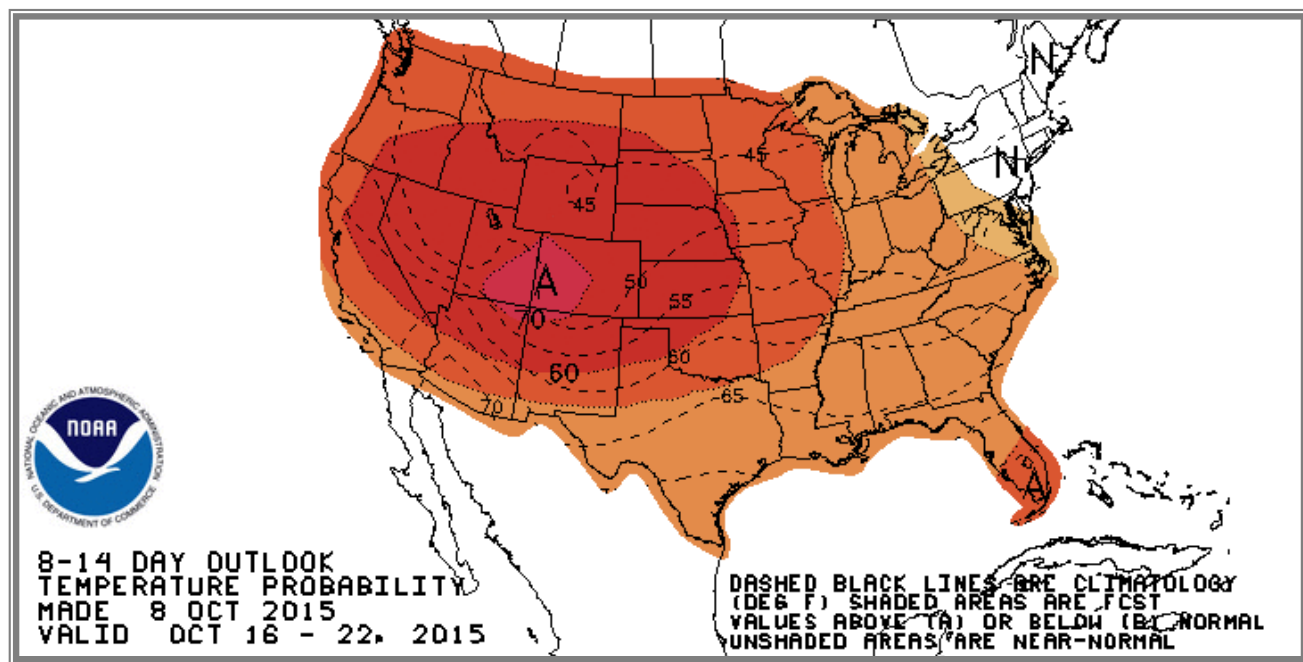 N
N
45
45
A
50
55
70
60
60
65
70
A
NATIONAL OCEANIC AND ATMOSPHERIC ADMINISTRATION
NOAA
U.S. DEPARTMENT OF COMMERCE
8-14 DAY OUTLOOK
TEMPERATURE PROBABILITY
MADE 8 OCT 2015
VALID OCT 16 - 22, 2015
DASHED BLACK LINES ARE CLIMATOLOGY
(DEG F) SHADED AREAS ARE FCST
VALUES ABOVE (A) OR BELOW (B) NORMAL
UNSHADED AREAS ARE NEAR-NORMAL